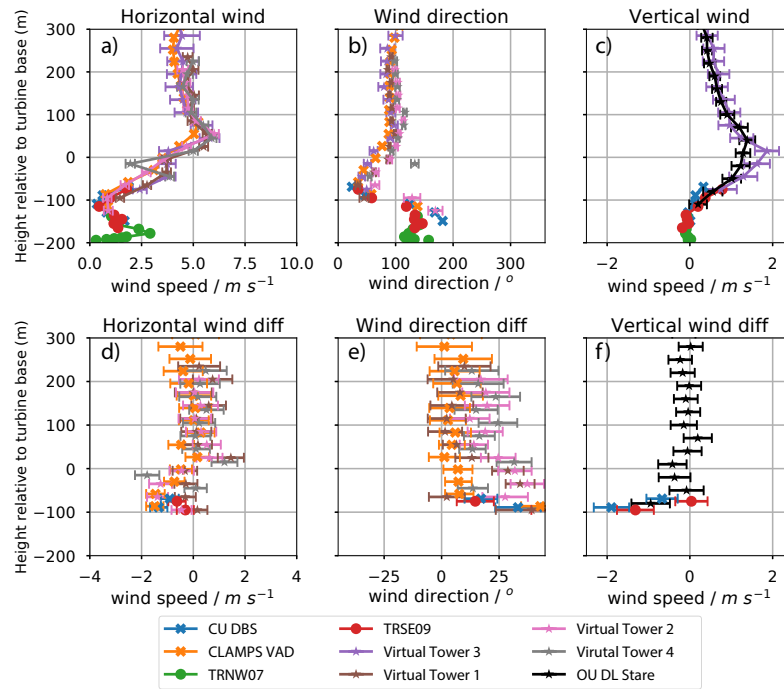 Horizontal wind Wind direction Vertical wind
Height relative to turbine base (m)
a) b) c)
300
200
100
0
−100
−200
0.0 2.5 5.0 7.5 10.0 0 100 200 300 −2 0 2
wind speed / m s⁻¹ wind direction / ° wind speed / m s⁻¹
Horizontal wind diff Wind direction diff Vertical wind diff
Height relative to turbine base (m)
d) e) f)
300
200
100
0
−100
−200
−4 −2 0 2 4 −25 0 25 −2 0 2
wind speed / m s⁻¹ wind direction / ° wind speed / m s⁻¹
CU DBS TRSE09 Virtual Tower 2
CLAMPS VAD Virtual Tower 3 Virutal Tower 4
TRNW07 Virtual Tower 1 OU DL Stare